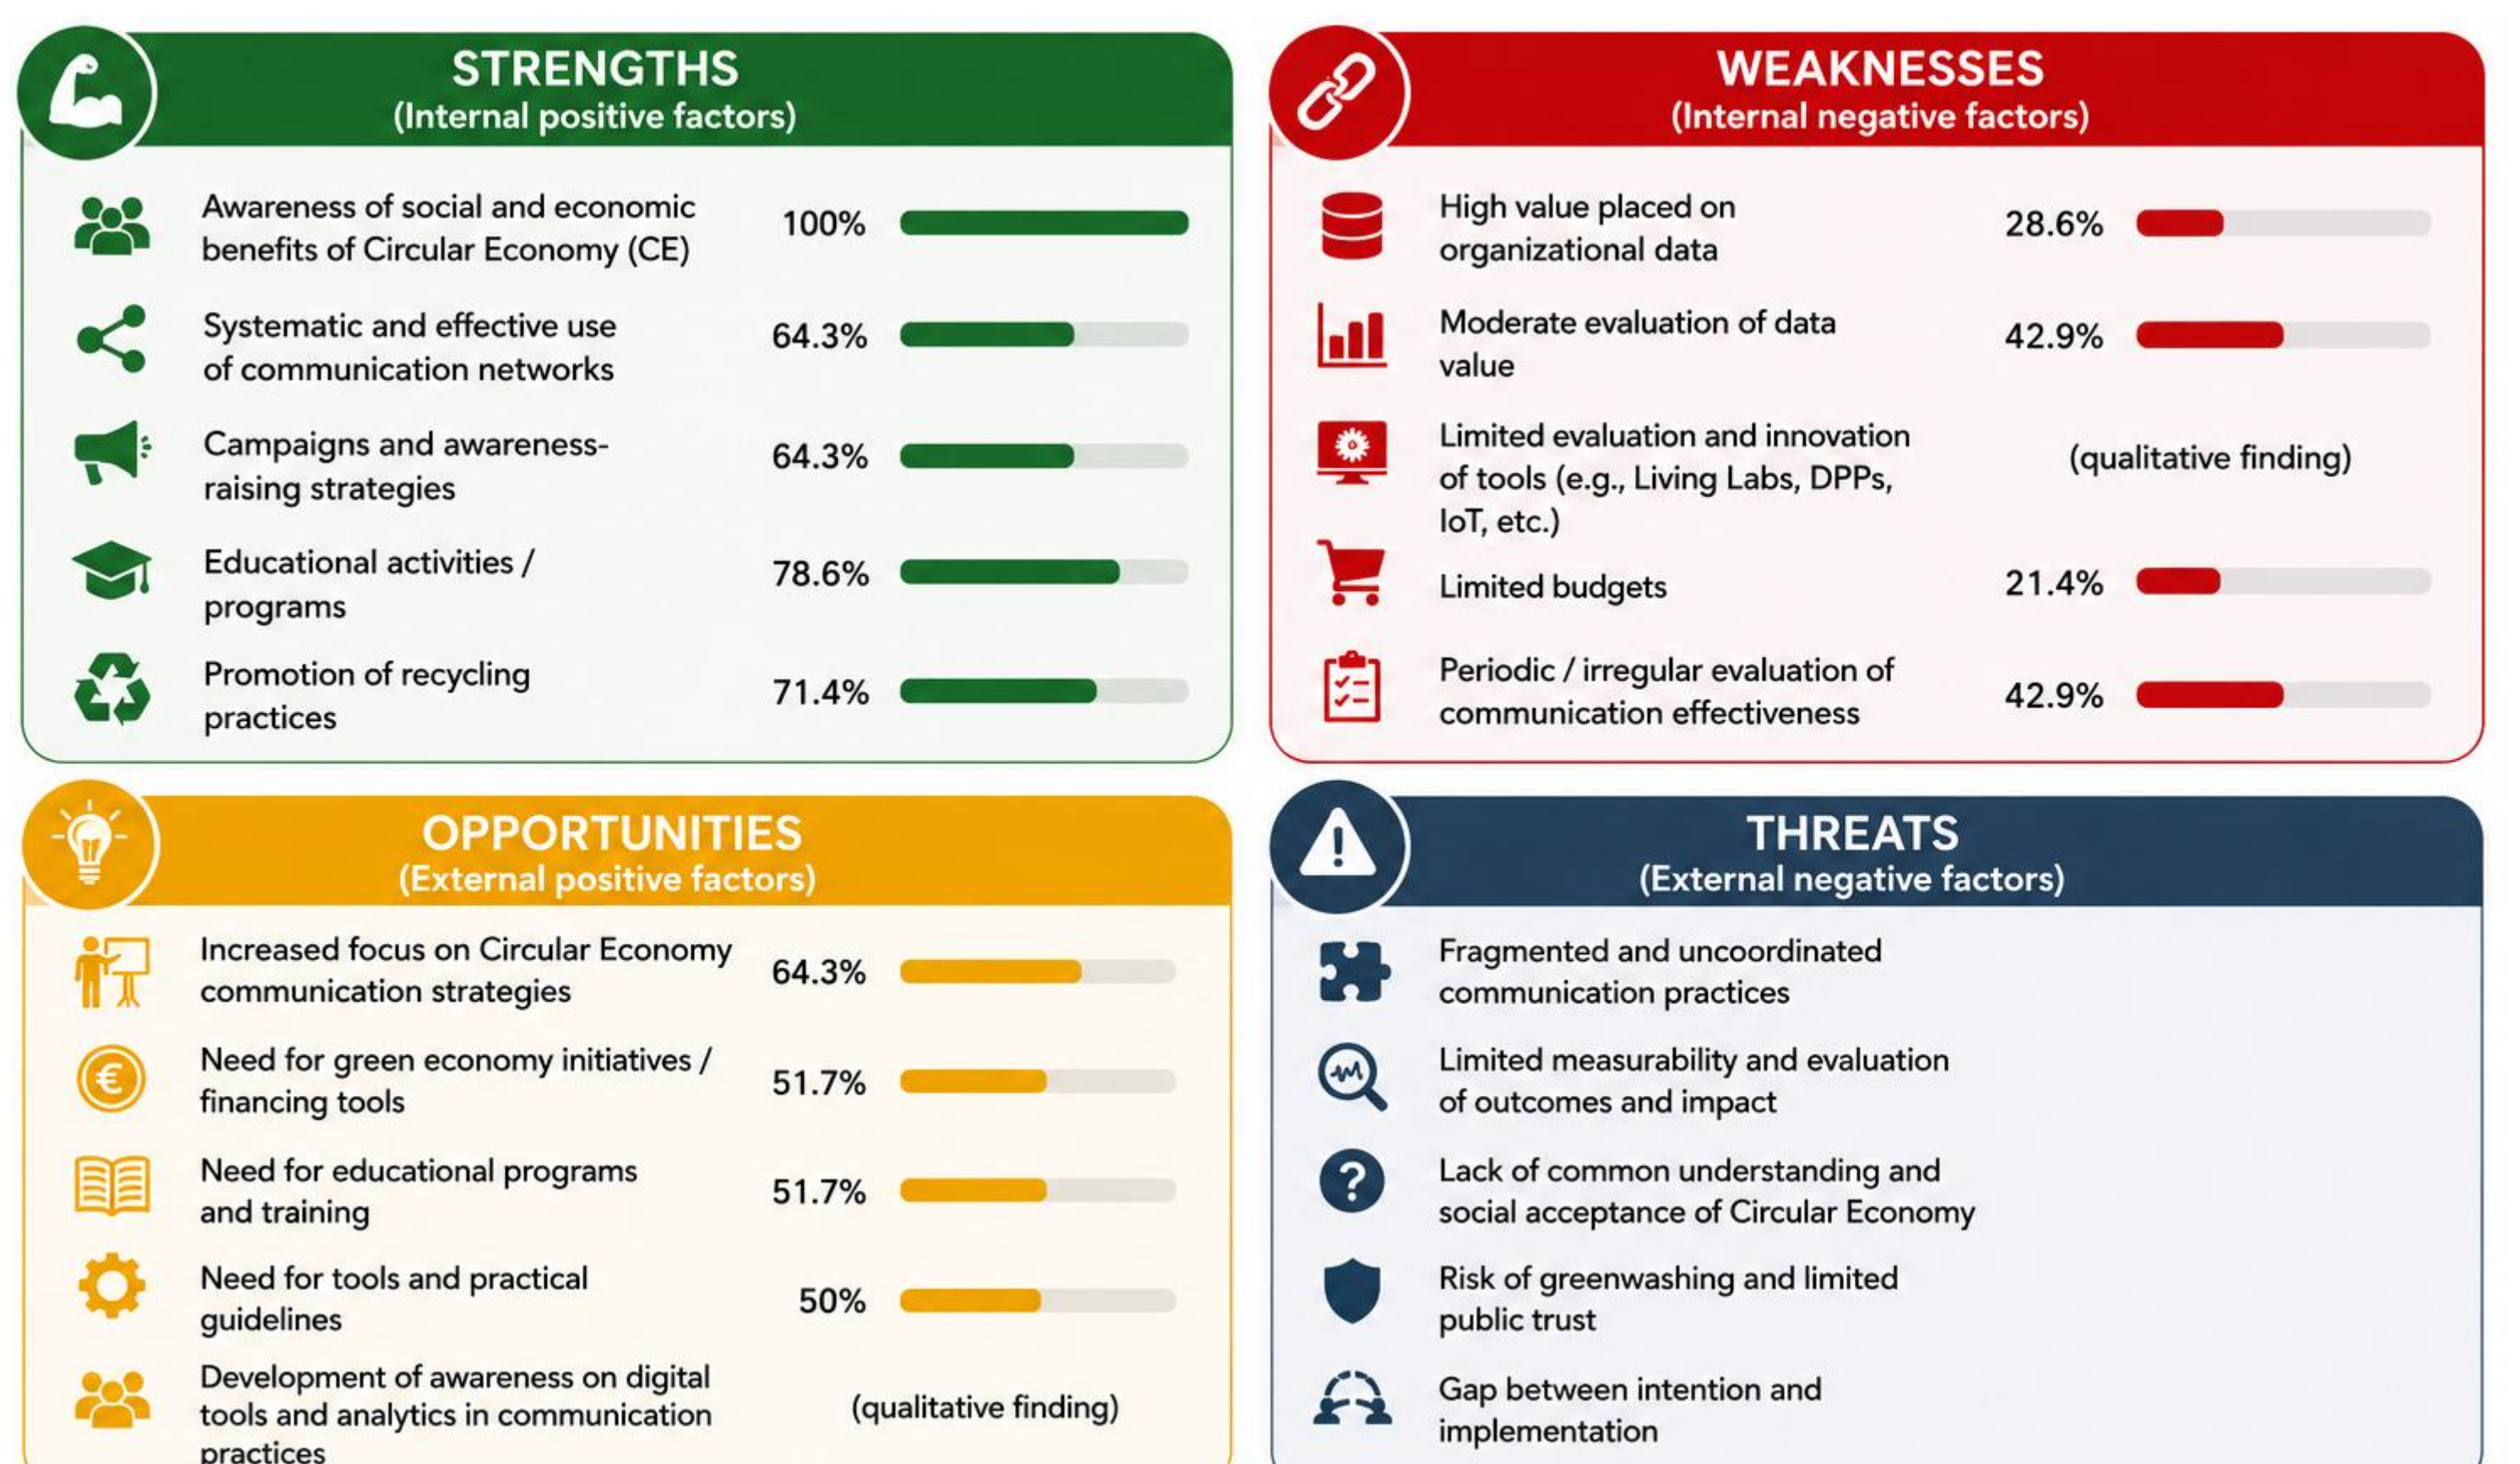 STRENGTHS
(Internal positive factors)
Awareness of social and economic
benefits of Circular Economy (CE)
100%
Systematic and effective use
of communication networks
64.3%
Campaigns and awareness-
raising strategies
64.3%
Educational activities /
programs
78.6%
Promotion of recycling
practices
71.4%
WEAKNESSES
(Internal negative factors)
High value placed on
organizational data
28.6%
Moderate evaluation of data
value
42.9%
Limited evaluation and innovation
of tools (e.g., Living Labs, DPPs,
IoT, etc.)
(qualitative finding)
Limited budgets
21.4%
Periodic / irregular evaluation of
communication effectiveness
42.9%
OPPORTUNITIES
(External positive factors)
Increased focus on Circular Economy
communication strategies
64.3%
Need for green economy initiatives /
financing tools
51.7%
Need for educational programs
and training
51.7%
Need for tools and practical
guidelines
50%
Development of awareness on digital
tools and analytics in communication
practices
(qualitative finding)
THREATS
(External negative factors)
Fragmented and uncoordinated
communication practices
Limited measurability and evaluation
of outcomes and impact
Lack of common understanding and
social acceptance of Circular Economy
Risk of greenwashing and limited
public trust
Gap between intention and
implementation